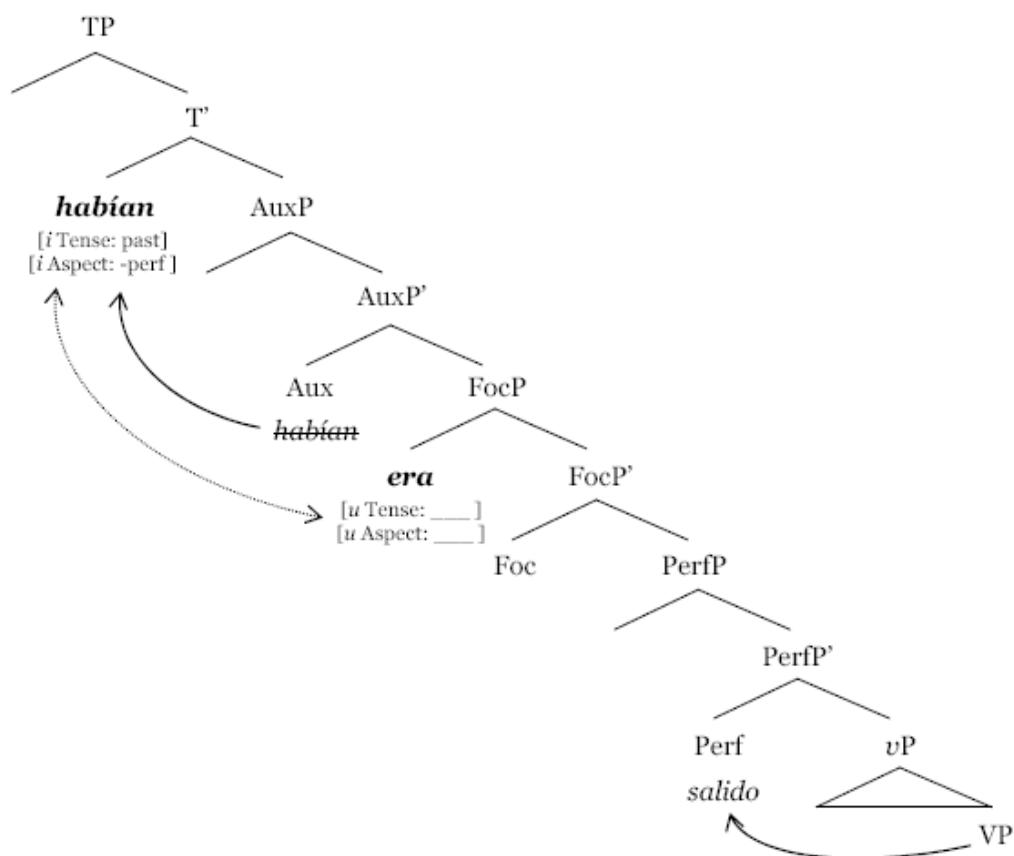 TP
T’
habían
AuxP
[i Tense: past]
[i Aspect: -perf ]
AuxP’
Aux
FocP
habían
era
FocP’
[u Tense: ___ ]
[u Aspect: ___ ]
Foc
PerfP
PerfP’
Perf
vP
salido
VP